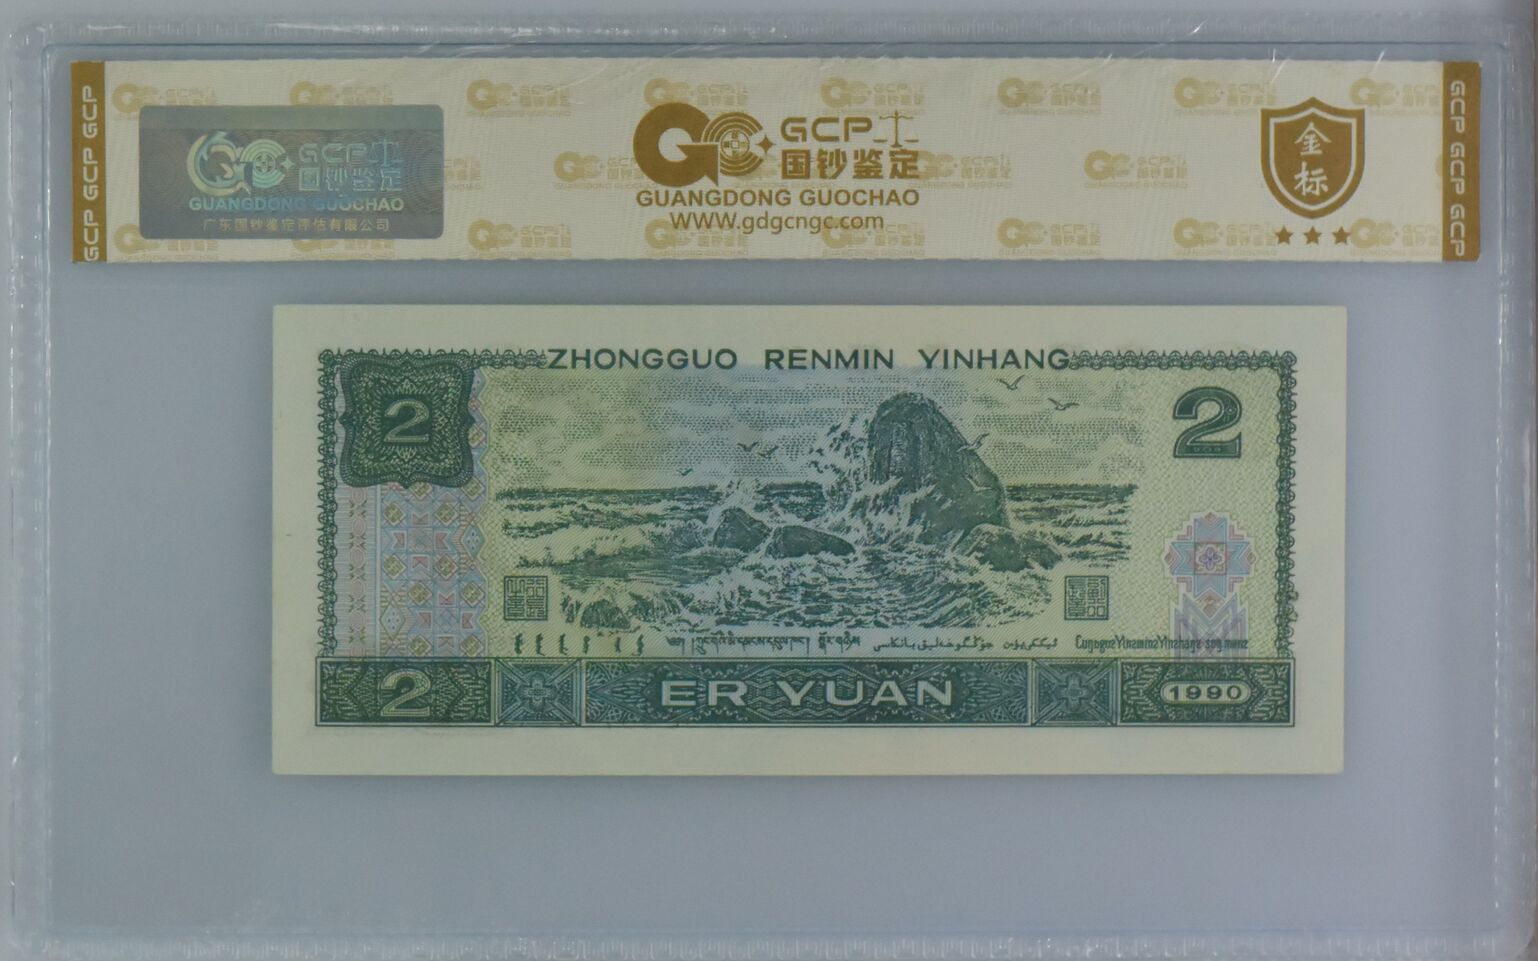 GCP GCP GCP
GCP
国钞鉴定
GUANGDONG GUOCHAO
广东国钞鉴定评估有限公司
GCP
国钞鉴定
GUANGDONG GUOCHAO
WWW.gdgcngc.com
金标
GCP GCP GCP
ZHONGGUO RENMIN YINHANG
2
2
2
ER YUAN
1990